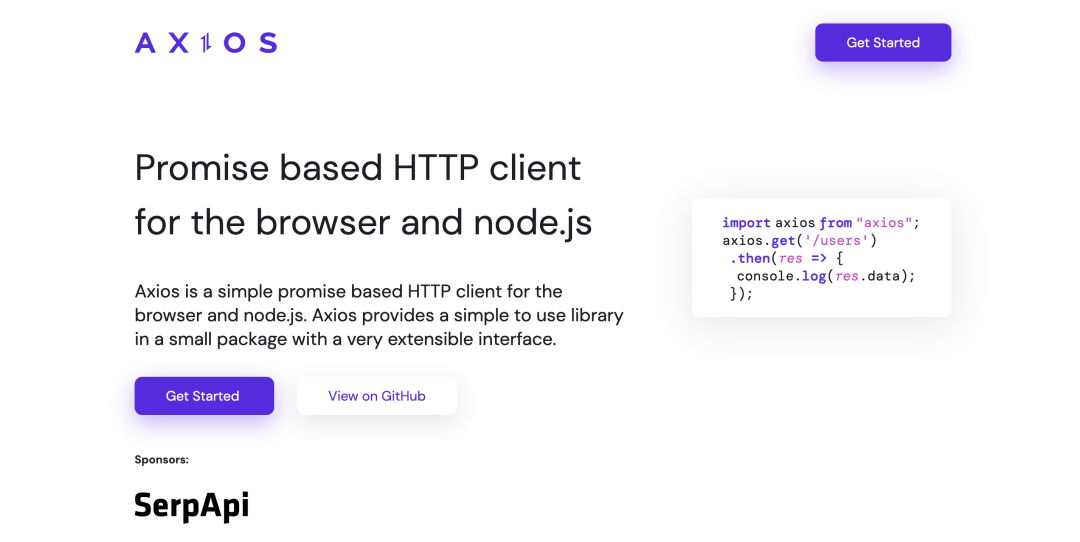 AXIOS
Get Started
Promise based HTTP client
for the browser and node.js
Axios is a simple promise based HTTP client for the
browser and node.js. Axios provides a simple to use library
in a small package with a very extensible interface.
Get Started
View on GitHub
import axios from "axios";
axios.get('/users')
.then(res => {
console.log(res.data);
});
Sponsors:
SerpApi